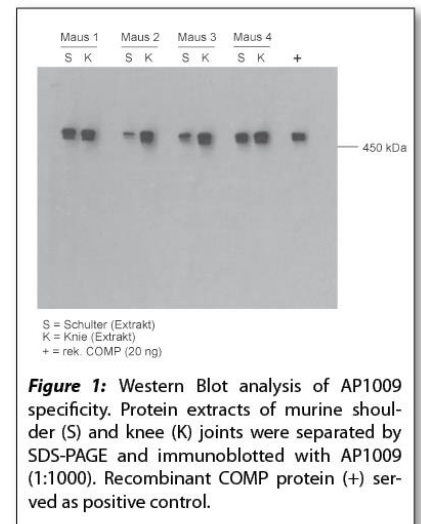 Maus 1 Maus 2 Maus 3 Maus 4
S K S K S K S K +
450 kDa
S = Schulter (Extrakt)
K = Knie (Extrakt)
+ = rek. COMP (20 ng)
Figure 1: Western Blot analysis of AP1009
specificity. Protein extracts of murine shoul-
der (S) and knee (K) joints were separated by
SDS-PAGE and immunoblotted with AP1009
(1:1000). Recombinant COMP protein (+) ser-
ved as positive control.